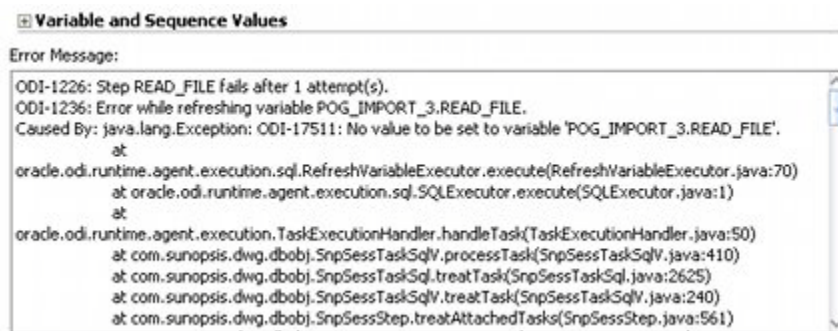 Variable and Sequence Values
Error Message:
ODI-1226: Step READ_FILE fails after 1 attempt(s).
ODI-1236: Error while refreshing variable POG_IMPORT_3.READ_FILE.
Caused By: java.lang.Exception: ODI-17511: No value to be set to variable 'POG_IMPORT_3.READ_FILE'.
at
oracle.odi.runtime.agent.execution.sql.RefreshVariableExecutor.execute(RefreshVariableExecutor.java:70)
at oracle.odi.runtime.agent.execution.sql.SQLExecutor.execute(SQLExecutor.java:1)
at
oracle.odi.runtime.agent.execution.TaskExecutionHandler.handleTask(TaskExecutionHandler.java:50)
at com.sunopsis.dwg.dbobj.SnpSessTaskSqlV.processTask(SnpSessTaskSqlV.java:410)
at com.sunopsis.dwg.dbobj.SnpSessTaskSql.treatTask(SnpSessTaskSql.java:2625)
at com.sunopsis.dwg.dbobj.SnpSessTaskSqlV.treatTask(SnpSessTaskSqlV.java:240)
at com.sunopsis.dwg.dbobj.SnpSessStep.treatAttachedTasks(SnpSessStep.java:561)